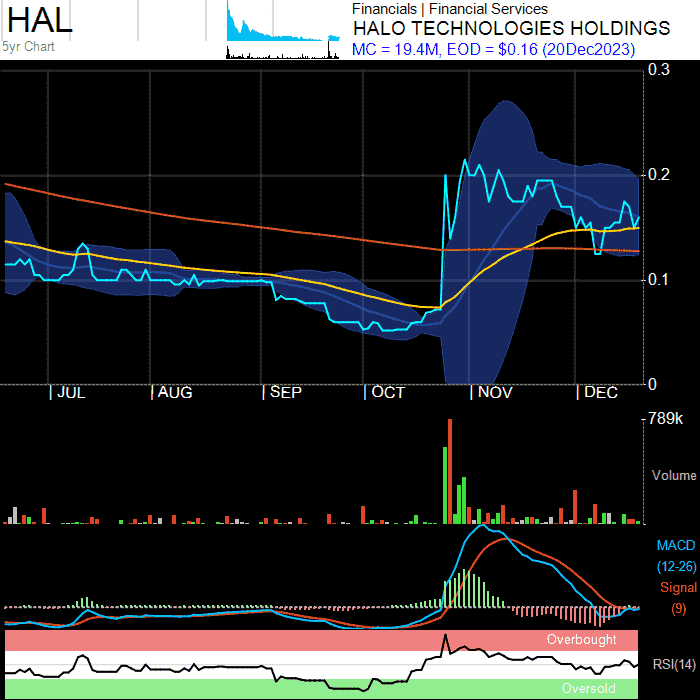 HAL
5yr Chart
Financials | Financial Services
HALO TECHNOLOGIES HOLDINGS
MC = 19.4M, EOD = $0.16 (20Dec2023)
0.3
0.2
0.1
0
| JUL | AUG | SEP | OCT | NOV | DEC
789k
Volume
MACD
(12-26)
Signal
(9)
Overbought
RSI(14)
Oversold